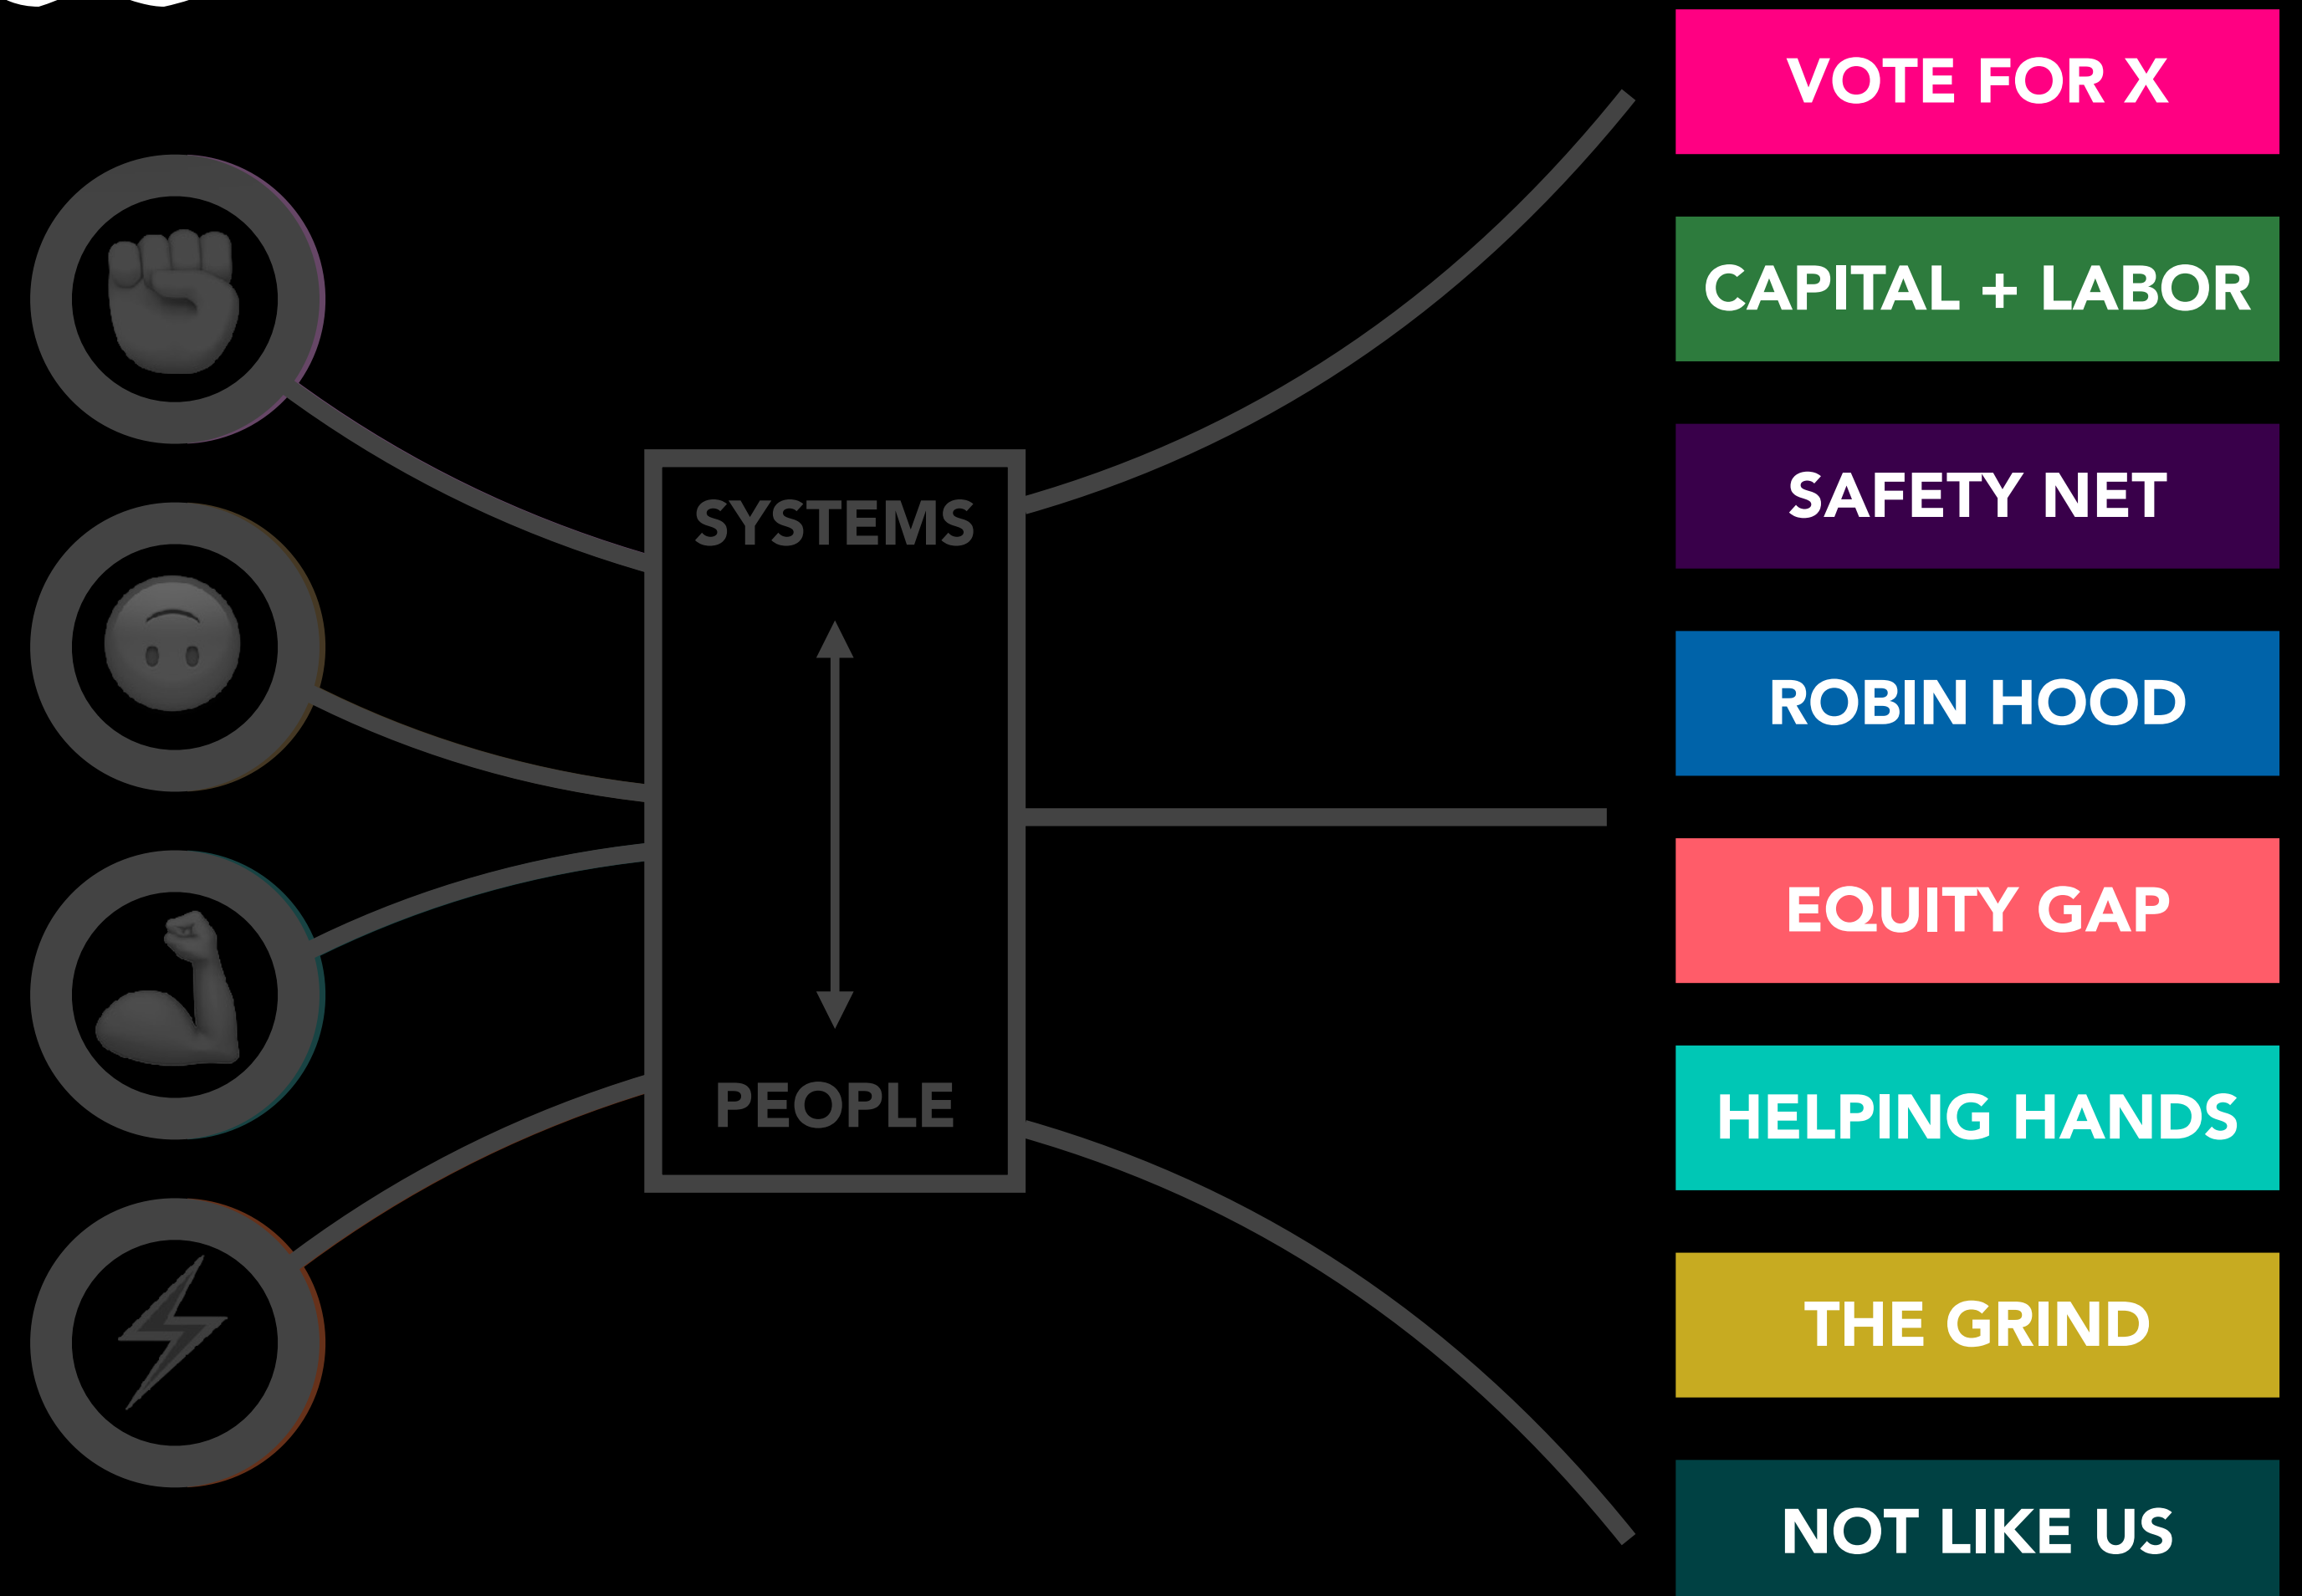 VOTE FOR X
CAPITAL + LABOR
SAFETY NET
ROBIN HOOD
EQUITY GAP
HELPING HANDS
THE GRIND
NOT LIKE US
SYSTEMS
PEOPLE